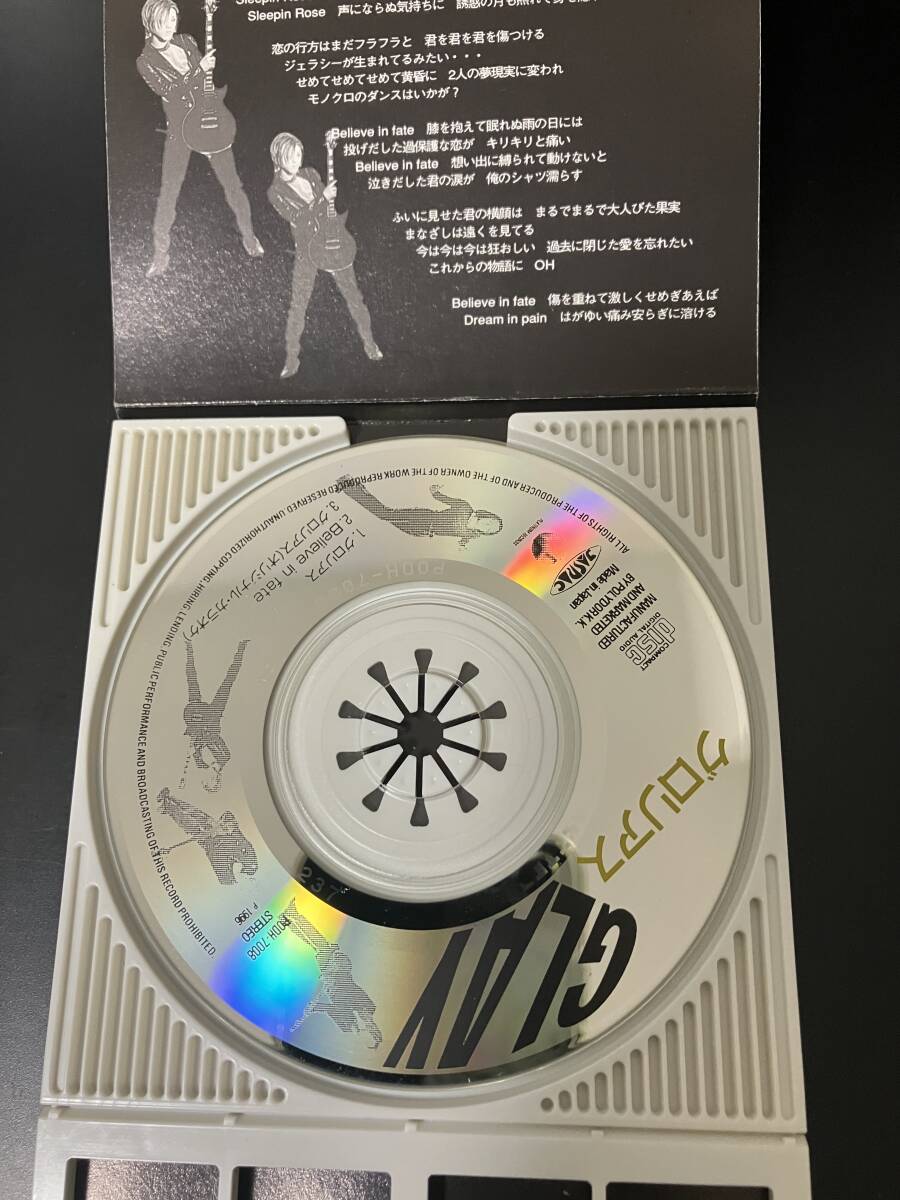 Sleepin Rose　声にならぬ気持ちに
恋の行方はまだフラフラと　君を君を君を傷つける
ジェラシーが生まれてるみたい・・・
せめてせめてせめて黄昏に　2人の夢現実に変われ
モノクロのダンスはいかが？
Believe in fate　膝を抱えて眠れぬ雨の日には
投げだした過保護な恋が　キリキリと痛い
Believe in fate　想い出に縛られて動けないと
泣きだした君の涙が　俺のシャツ濡らす
ふいに見せた君の横顔は　まるでまるで大人びた果実
まなざしは遠くを見てる
今は今は今は狂おしい　過去に閉じた愛を忘れたい
これからの物語に　OH
Believe in fate　傷を重ねて激しくせめぎあえば
Dream in pain　はがゆい痛み安らぎに溶ける
ALL RIGHTS OF THE PRODUCER AND OF THE OWNER OF THE WORK REPRODUCED RESERVED UNAUTHORIZED COPYING, HIRING, LENDING, PUBLIC PERFORMANCE AND BROADCASTING OF THIS RECORD PROHIBITED.
1.グロリアス
2.Believe in fate
3.グロリアス(オリジナル・カラオケ)
PLATINUM RECORDS
JASRAC
Made in Japan
MANUFACTURED
AND MARKETED
BY POLYDOR K.K.
COMPACT
disc
DIGITAL AUDIO
グロリアス
GLAY
PODH-7008
STEREO
℗ 1996
237